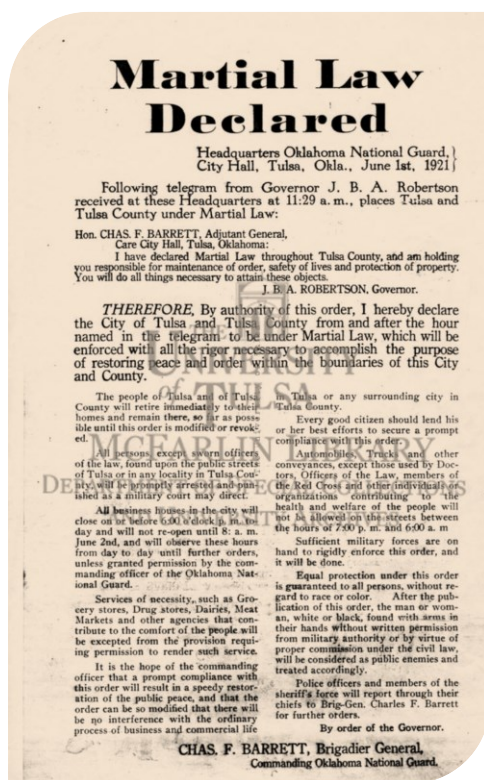 Martial Law
Declared
Headquarters Oklahoma National Guard,}
City Hall, Tulsa, Okla., June 1st, 1921}
Following telegram from Governor J. B. A. Robertson
received at these Headquarters at 11:29 a. m., places Tulsa and
Tulsa County under Martial Law:
Hon. CHAS. F. BARRETT, Adjutant General,
Care City Hall, Tulsa, Oklahoma:
I have declared Martial Law throughout Tulsa County, and am holding
you responsible for maintenance of order, safety of lives and protection of property.
You will do all things necessary to attain these objects.
J. B. A. ROBERTSON, Governor.
THEREFORE, By authority of this order, I hereby declare
the City of Tulsa and Tulsa County from and after the hour
named in the telegram to be under Martial Law, which will be
enforced with all the rigor necessary to accomplish the purpose
of restoring peace and order within the boundaries of this City
and County.
The people of Tulsa and of Tulsa
County will retire immediately to their
homes and remain there, so far as poss-
ible until this order is modified or revok-
ed.
All persons except sworn officers
of the law, found upon the public streets
of Tulsa or in any locality in Tulsa Cou-
nty, will be promptly arrested and pun-
ished as a military court may direct.
All business houses in the city will
close on or before 6:00 o'clock p. m. to-
day and will not re-open until 8: a. m.
June 2nd, and will observe these hours
from day to day until further orders,
unless granted permission by the com-
manding officer of the Oklahoma Nat-
ional Guard.
Services of necessity, such as Gro-
cery stores, Drug stores, Dairies, Meat
Markets and other agencies that con-
tribute to the comfort of the people will
be excepted from the provision requi-
ing permission to render such service.
It is the hope of the commanding
officer that a prompt compliance with
this order will result in a speedy restor-
ation of the public peace, and that the
order can be so modified that there will
be no interference with the ordinary
process of business and commercial life
in Tulsa or any surrounding city in
Tulsa County.
Every good citizen should lend his
or her best efforts to secure a prompt
compliance with this order.
Automobiles, Trucks and other
conveyances, except those used by Doc-
tors, Officers of the Law, members of
the Red Cross and other individuals or
organizations contributing to the
health and welfare of the people will
not be allowed on the streets between
the hours of 7:00 p. m. and 6:00 a. m
Sufficient military forces are on
hand to rigidly enforce this order, and
it will be done.
Equal protection under this order
is guaranteed to all persons, without re-
gard to race or color. After the pub-
lication of this order, the man or wom-
an, white or black, found with arms in
their hands without written permission
from military authority or by virtue of
proper commission under the civil law,
will be considered as public enemies and
treated accordingly.
Police officers and members of the
sheriff's force will report through their
chiefs to Brig-Gen. Charles F. Barrett
for further orders.
By order of the Governor.
CHAS. F. BARRETT, Brigadier General,
Commanding Oklahoma National Guard.
THE
UNIVERSITY
of TULSA
MCFARLIN LIBRARY